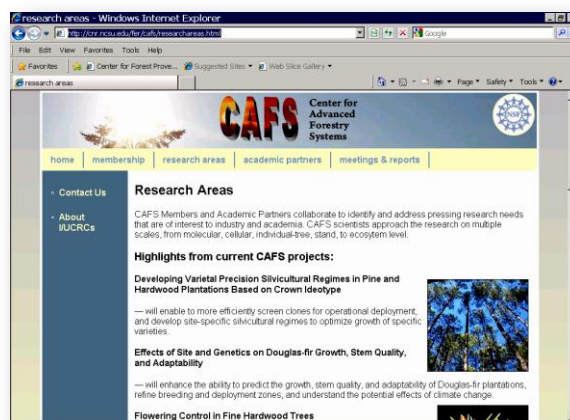 research areas - Windows Internet Explorer
http://cnr.ncsu.edu/fer/cafs/researchareas.html
Google
File Edit View Favorites Tools Help
Favorites Center for Forest Prove... Suggested Sites Web Slice Gallery
research areas Page Safety Tools
CAFS
Center for
Advanced
Forestry
Systems
NSF
home membership research areas academic partners meetings & reports
Contact Us
About
I/UCRCs
Research Areas
CAFS Members and Academic Partners collaborate to identify and address pressing research needs
that are of interest to industry and academia. CAFS scientists approach the research on multiple
scales, from molecular, cellular, individual-tree, stand, to ecosytem level.
Highlights from current CAFS projects:
Developing Varietal Precision Silvicultural Regimes in Pine and
Hardwood Plantations Based on Crown Ideotype
— will enable to more efficiently screen clones for operational deployment,
and develop site-specific silvicultural regimes to optimize growth of specific
varieties.
Effects of Site and Genetics on Douglas-fir Growth, Stem Quality,
and Adaptability
— will enhance the ability to predict the growth, stem quality, and adaptability of Douglas-fir plantations,
refine breeding and deployment zones, and understand the potential effects of climate change.
Flowering Control in Fine Hardwood Trees